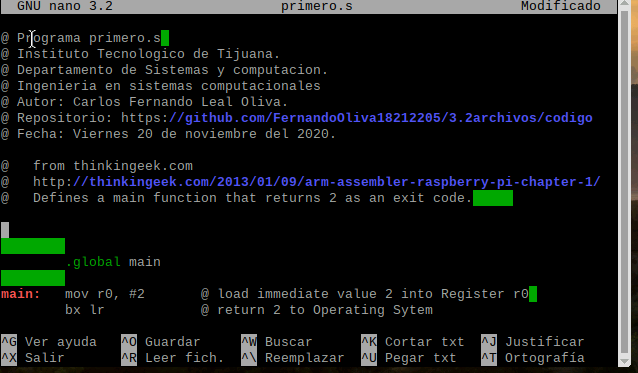 GNU nano 3.2 primero.s Modificado
@ Programa primero.s
@ Instituto Tecnologico de Tijuana.
@ Departamento de Sistemas y computacion.
@ Ingenieria en sistemas computacionales
@ Autor: Carlos Fernando Leal Oliva.
@ Repositorio: https://github.com/FernandoOliva18212205/3.2archivos/codigo
@ Fecha: Viernes 20 de noviembre del 2020.
@ from thinkingeek.com
@ http://thinkingeek.com/2013/01/09/arm-assembler-raspberry-pi-chapter-1/
@ Defines a main function that returns 2 as an exit code.
.global main
main: mov r0, #2 @ load immediate value 2 into Register r0
bx lr @ return 2 to Operating Sytem
^G Ver ayuda ^O Guardar ^W Buscar ^K Cortar txt ^J Justificar
^X Salir ^R Leer fich. ^\ Reemplazar ^U Pegar txt ^T Ortografía